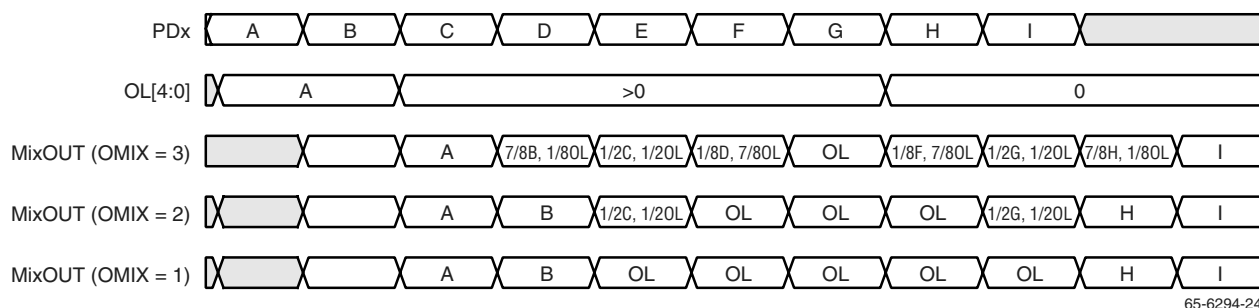 PDx A B C D E F G H I
OL[4:0] A >0 0
MixOUT (OMIX = 3) A 7/8B, 1/8OL 1/2C, 1/2OL 1/8D, 7/8OL OL 1/8F, 7/8OL 1/2G, 1/2OL 7/8H, 1/8OL I
MixOUT (OMIX = 2) A B 1/2C, 1/2OL OL OL OL 1/2G, 1/2OL H I
MixOUT (OMIX = 1) A B OL OL OL OL OL H I
65-6294-24